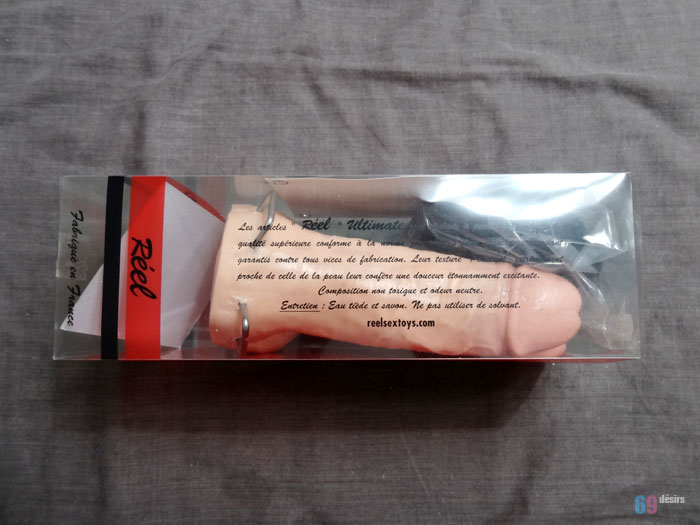 Fabriqué en France
Réel
Les articles " Réel " Ultimate
qualité supérieure conforme à la norme
garantis contre tous vices de fabrication. Leur texture
proche de celle de la peau leur confère une douceur étonnamment excitante.
Composition non toxique et odeur neutre.
Entretien : Eau tiède et savon. Ne pas utiliser de solvant.
reelsextoys.com
69 désirs